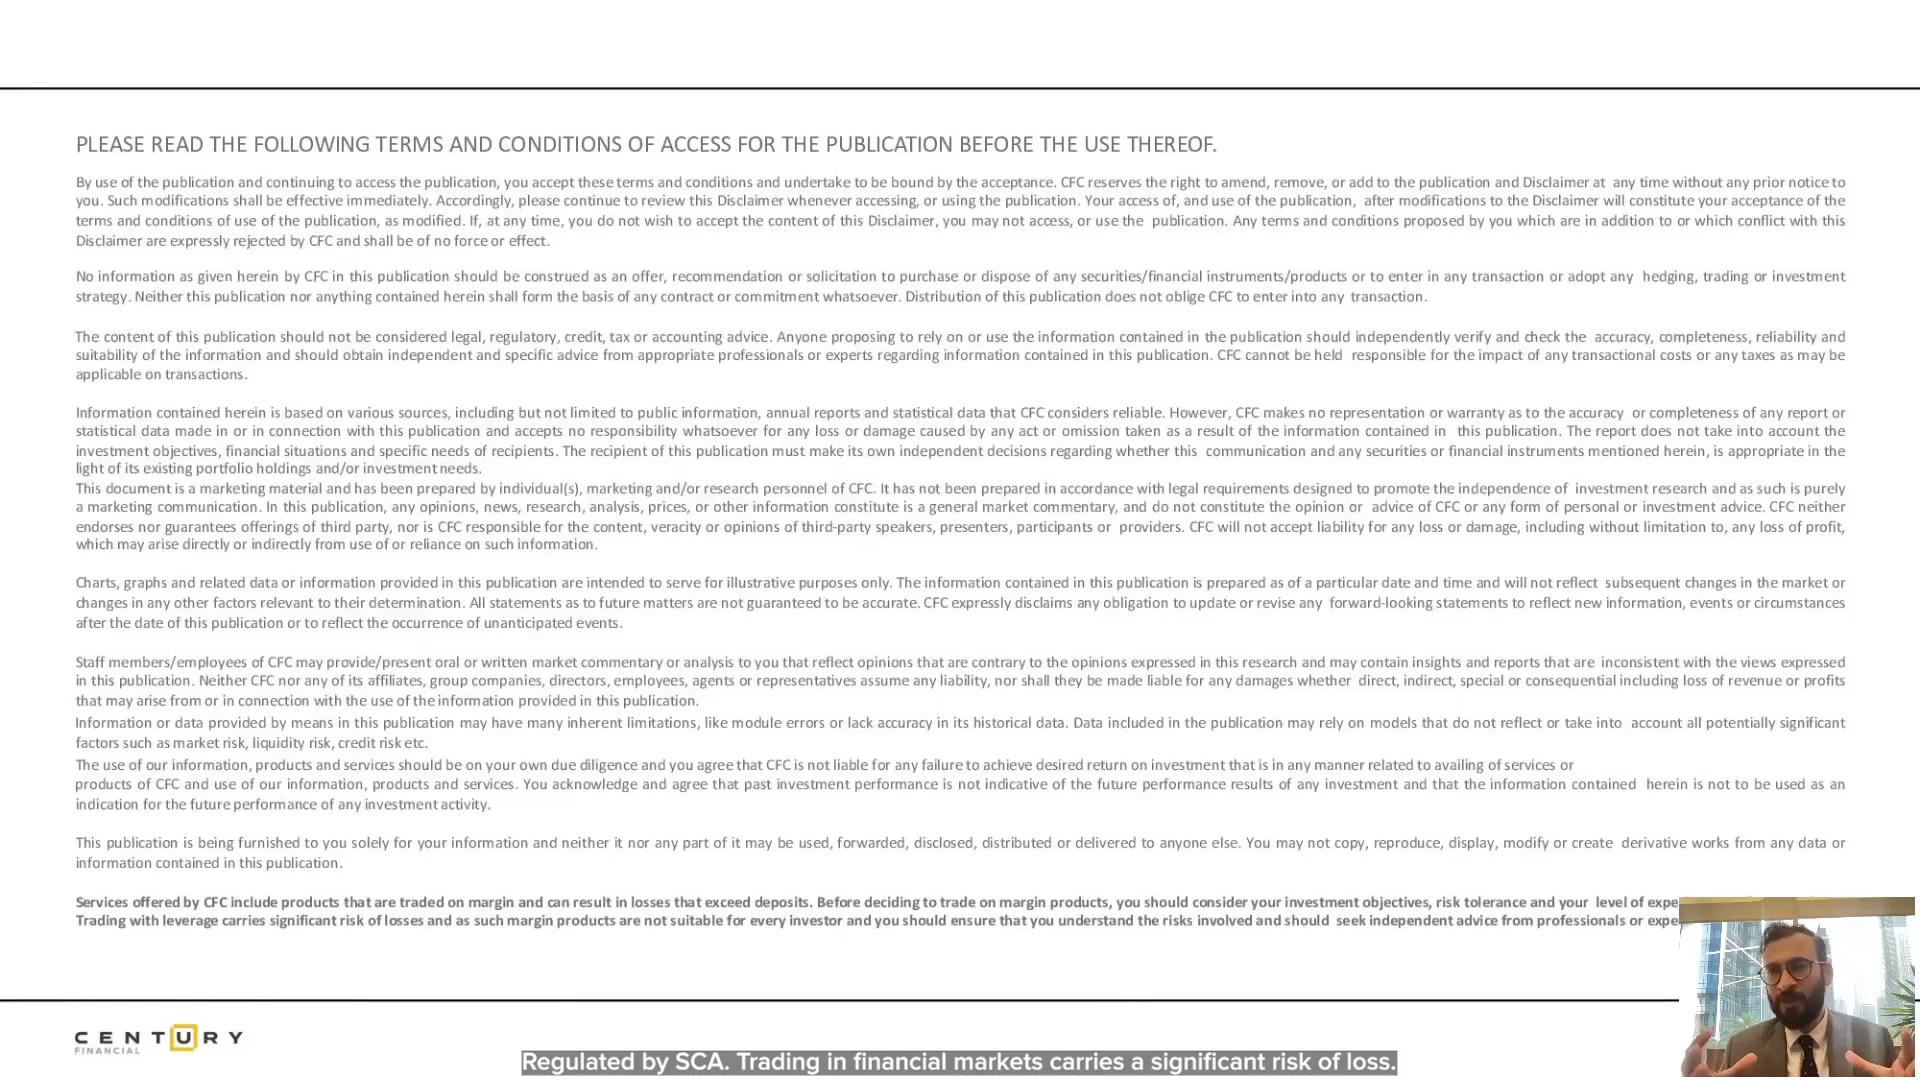 PLEASE READ THE FOLLOWING TERMS AND CONDITIONS OF ACCESS FOR THE PUBLICATION BEFORE THE USE THEREOF.
By use of the publication and continuing to access the publication, you accept these terms and conditions and undertake to be bound by the acceptance. CFC reserves the right to amend, remove, or add to the publication and Disclaimer at any time without any prior notice to
you. Such modifications shall be effective immediately. Accordingly, please continue to review this Disclaimer whenever accessing, or using the publication. Your access of, and use of the publication, after modifications to the Disclaimer will constitute your acceptance of the
terms and conditions of use of the publication, as modified. If, at any time, you do not wish to accept the content of this Disclaimer, you may not access, or use the publication. Any terms and conditions proposed by you which are in addition to or which conflict with this
Disclaimer are expressly rejected by CFC and shall be of no force or effect.
No information as given herein by CFC in this publication should be construed as an offer, recommendation or solicitation to purchase or dispose of any securities/financial instruments/products or to enter in any transaction or adopt any hedging, trading or investment
strategy. Neither this publication nor anything contained herein shall form the basis of any contract or commitment whatsoever. Distribution of this publication does not oblige CFC to enter into any transaction.
The content of this publication should not be considered legal, regulatory, credit, tax or accounting advice. Anyone proposing to rely on or use the information contained in the publication should independently verify and check the accuracy, completeness, reliability and
suitability of the information and should obtain independent and specific advice from appropriate professionals or experts regarding information contained in this publication. CFC cannot be held responsible for the impact of any transactional costs or any taxes as may be
applicable on transactions.
Information contained herein is based on various sources, including but not limited to public information, annual reports and statistical data that CFC considers reliable. However, CFC makes no representation or warranty as to the accuracy or completeness of any report or
statistical data made in or in connection with this publication and accepts no responsibility whatsoever for any loss or damage caused by any act or omission taken as a result of the information contained in this publication. The report does not take into account the
investment objectives, financial situations and specific needs of recipients. The recipient of this publication must make its own independent decisions regarding whether this communication and any securities or financial instruments mentioned herein, is appropriate in the
light of its existing portfolio holdings and/or investment needs.
This document is a marketing material and has been prepared by individual(s), marketing and/or research personnel of CFC. It has not been prepared in accordance with legal requirements designed to promote the independence of investment research and as such is purely
a marketing communication. In this publication, any opinions, news, research, analysis, prices, or other information constitute is a general market commentary, and do not constitute the opinion or advice of CFC or any form of personal or investment advice. CFC neither
endorses nor guarantees offerings of third party, nor is CFC responsible for the content, veracity or opinions of third-party speakers, presenters, participants or providers. CFC will not accept liability for any loss or damage, including without limitation to, any loss of profit,
which may arise directly or indirectly from use of or reliance on such information.
Charts, graphs and related data or information provided in this publication are intended to serve for illustrative purposes only. The information contained in this publication is prepared as of a particular date and time and will not reflect subsequent changes in the market or
changes in any other factors relevant to their determination. All statements as to future matters are not guaranteed to be accurate. CFC expressly disclaims any obligation to update or revise any forward-looking statements to reflect new information, events or circumstances
after the date of this publication or to reflect the occurrence of unanticipated events.
Staff members/employees of CFC may provide/present oral or written market commentary or analysis to you that reflect opinions that are contrary to the opinions expressed in this research and may contain insights and reports that are inconsistent with the views expressed
in this publication. Neither CFC nor any of its affiliates, group companies, directors, employees, agents or representatives assume any liability, nor shall they be made liable for any damages whether direct, indirect, special or consequential including loss of revenue or profits
that may arise from or in connection with the use of the information provided in this publication.
Information or data provided by means in this publication may have many inherent limitations, like module errors or lack accuracy in its historical data. Data included in the publication may rely on models that do not reflect or take into account all potentially significant
factors such as market risk, liquidity risk, credit risk etc.
The use of our information, products and services should be on your own due diligence and you agree that CFC is not liable for any failure to achieve desired return on investment that is in any manner related to availing of services or
products of CFC and use of our information, products and services. You acknowledge and agree that past investment performance is not indicative of the future performance results of any investment and that the information contained herein is not to be used as an
indication for the future performance of any investment activity.
This publication is being furnished to you solely for your information and neither it nor any part of it may be used, forwarded, disclosed, distributed or delivered to anyone else. You may not copy, reproduce, display, modify or create derivative works from any data or
information contained in this publication.
Services offered by CFC include products that are traded on margin and can result in losses that exceed deposits. Before deciding to trade on margin products, you should consider your investment objectives, risk tolerance and your level of expe
Trading with leverage carries significant risk of losses and as such margin products are not suitable for every investor and you should ensure that you understand the risks involved and should seek independent advice from professionals or expe
CENTURY
FINANCIAL
Regulated by SCA. Trading in financial markets carries a significant risk of loss.